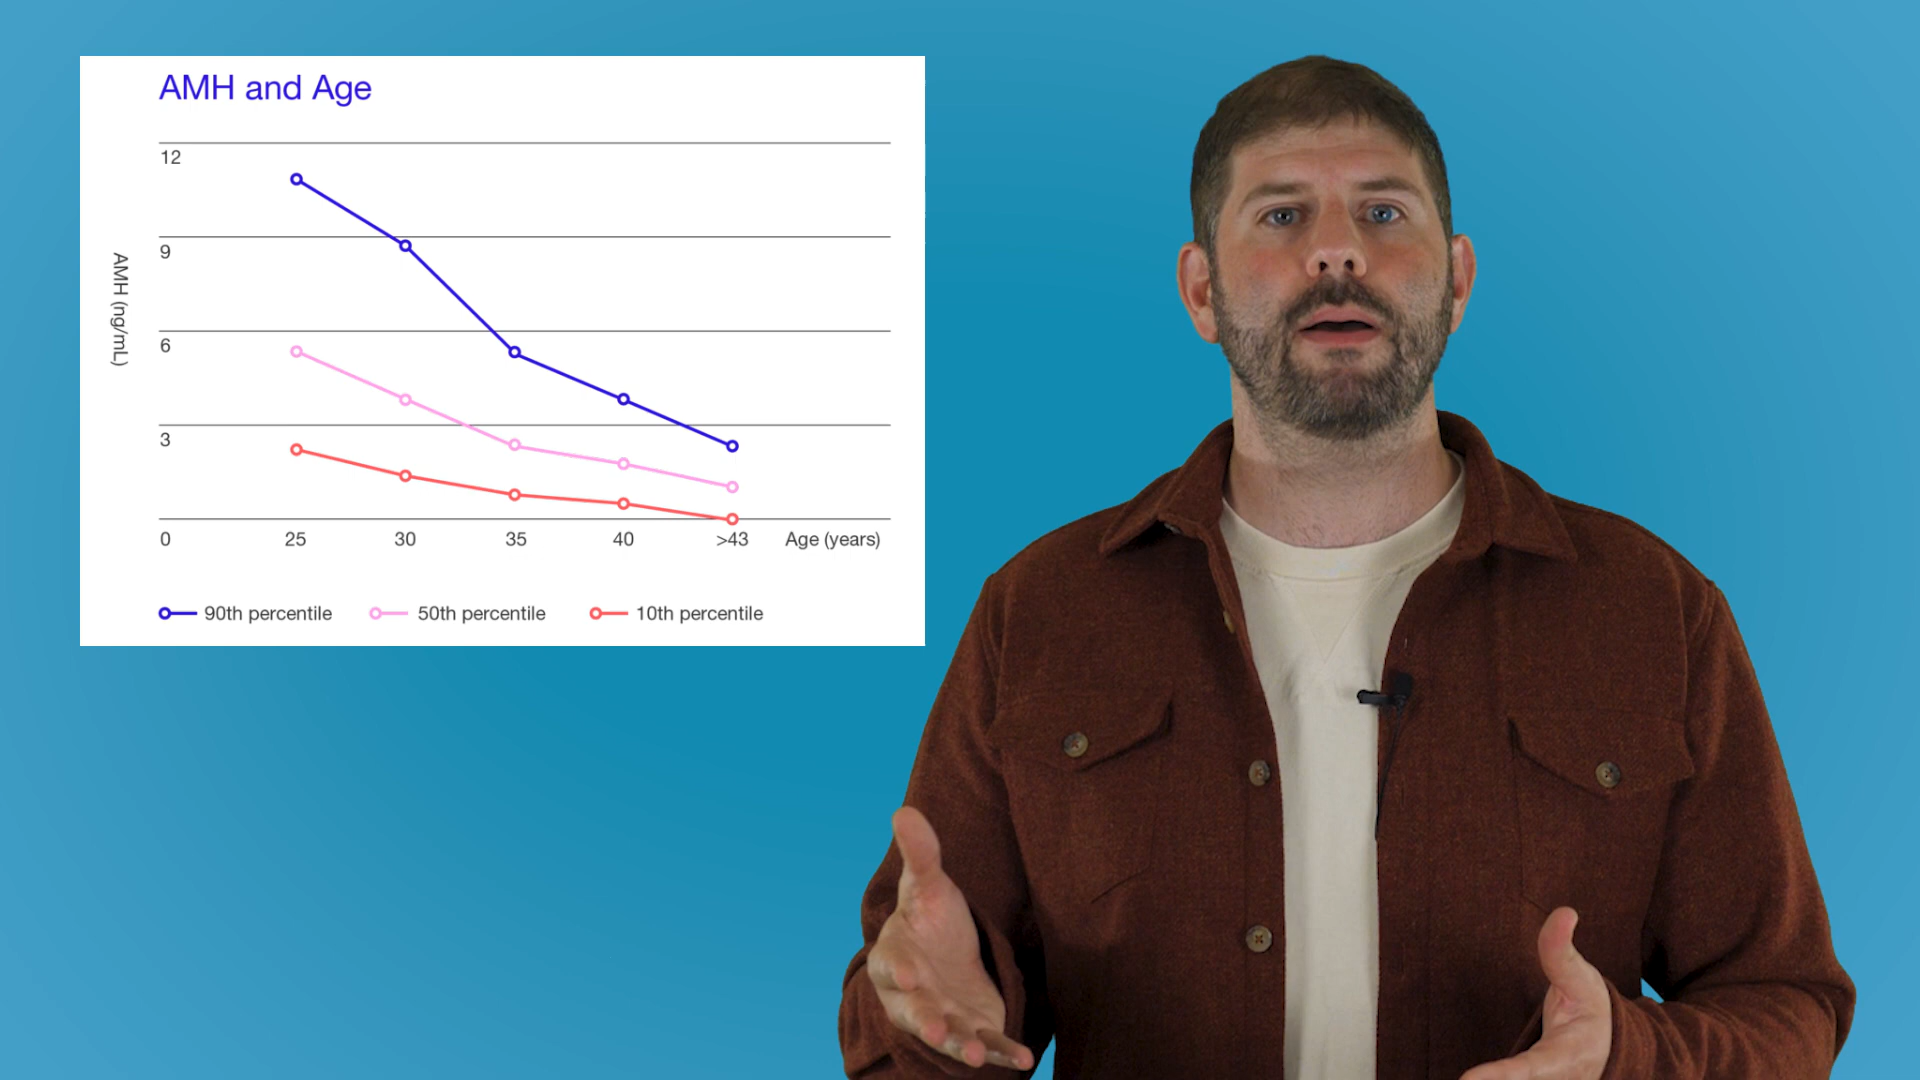 AMH and Age
12
9
6
3
AMH (ng/mL)
0 25 30 35 40 >43 Age (years)
90th percentile 50th percentile 10th percentile